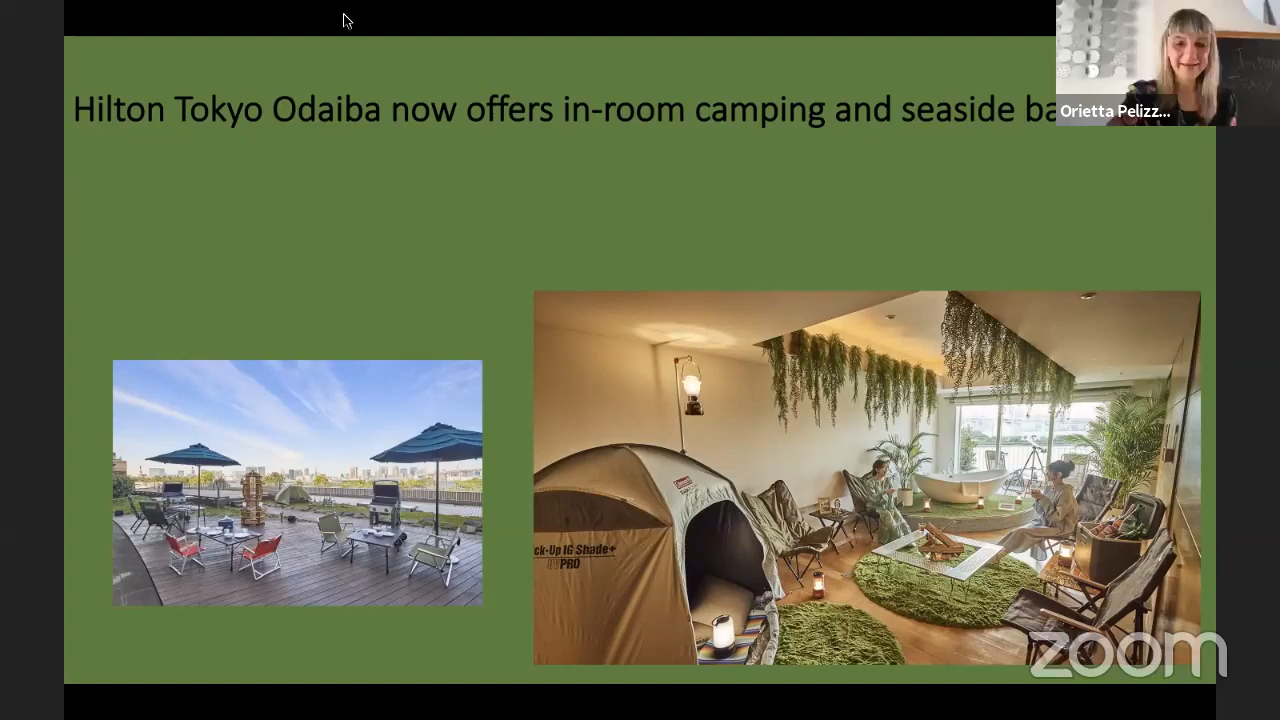 Hilton Tokyo Odaiba now offers in-room camping and seaside ba
Orietta Pelizz...
Coleman
ck-Up IG Shade+
PRO
zoom